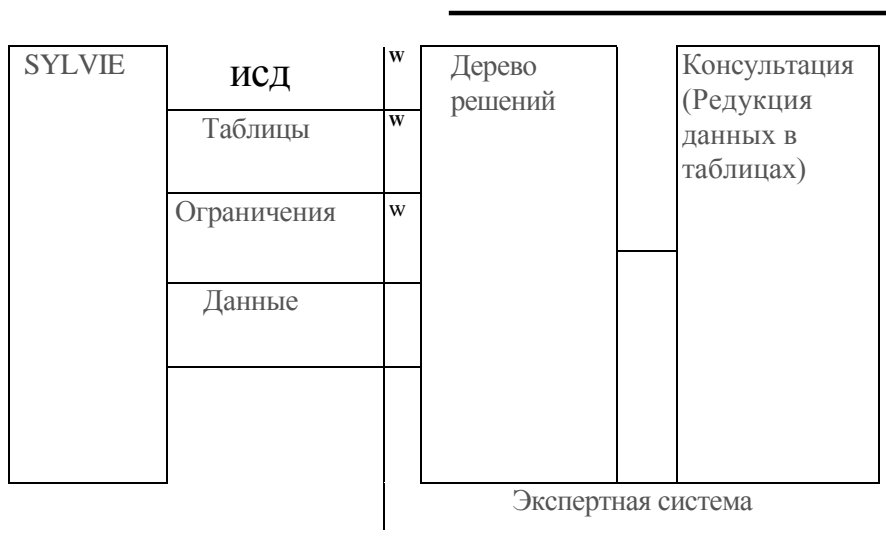 SYLVIE
исд
w
Таблицы
w
Ограничения
w
Данные
Дерево
решений
Консультация
(Редукция
данных в
таблицах)
Экспертная система